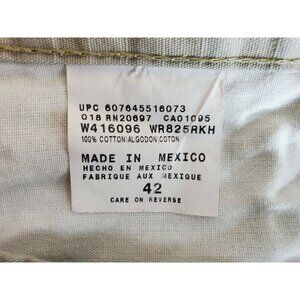 UPC 607645516073
018 RN20697 CA01095
W416096 WR825RKH
100% COTTON/ALGODON/COTON
MADE IN MEXICO
HECHO EN MEXICO
FABRIQUE AUX MEXIQUE
42
CARE ON REVERSE